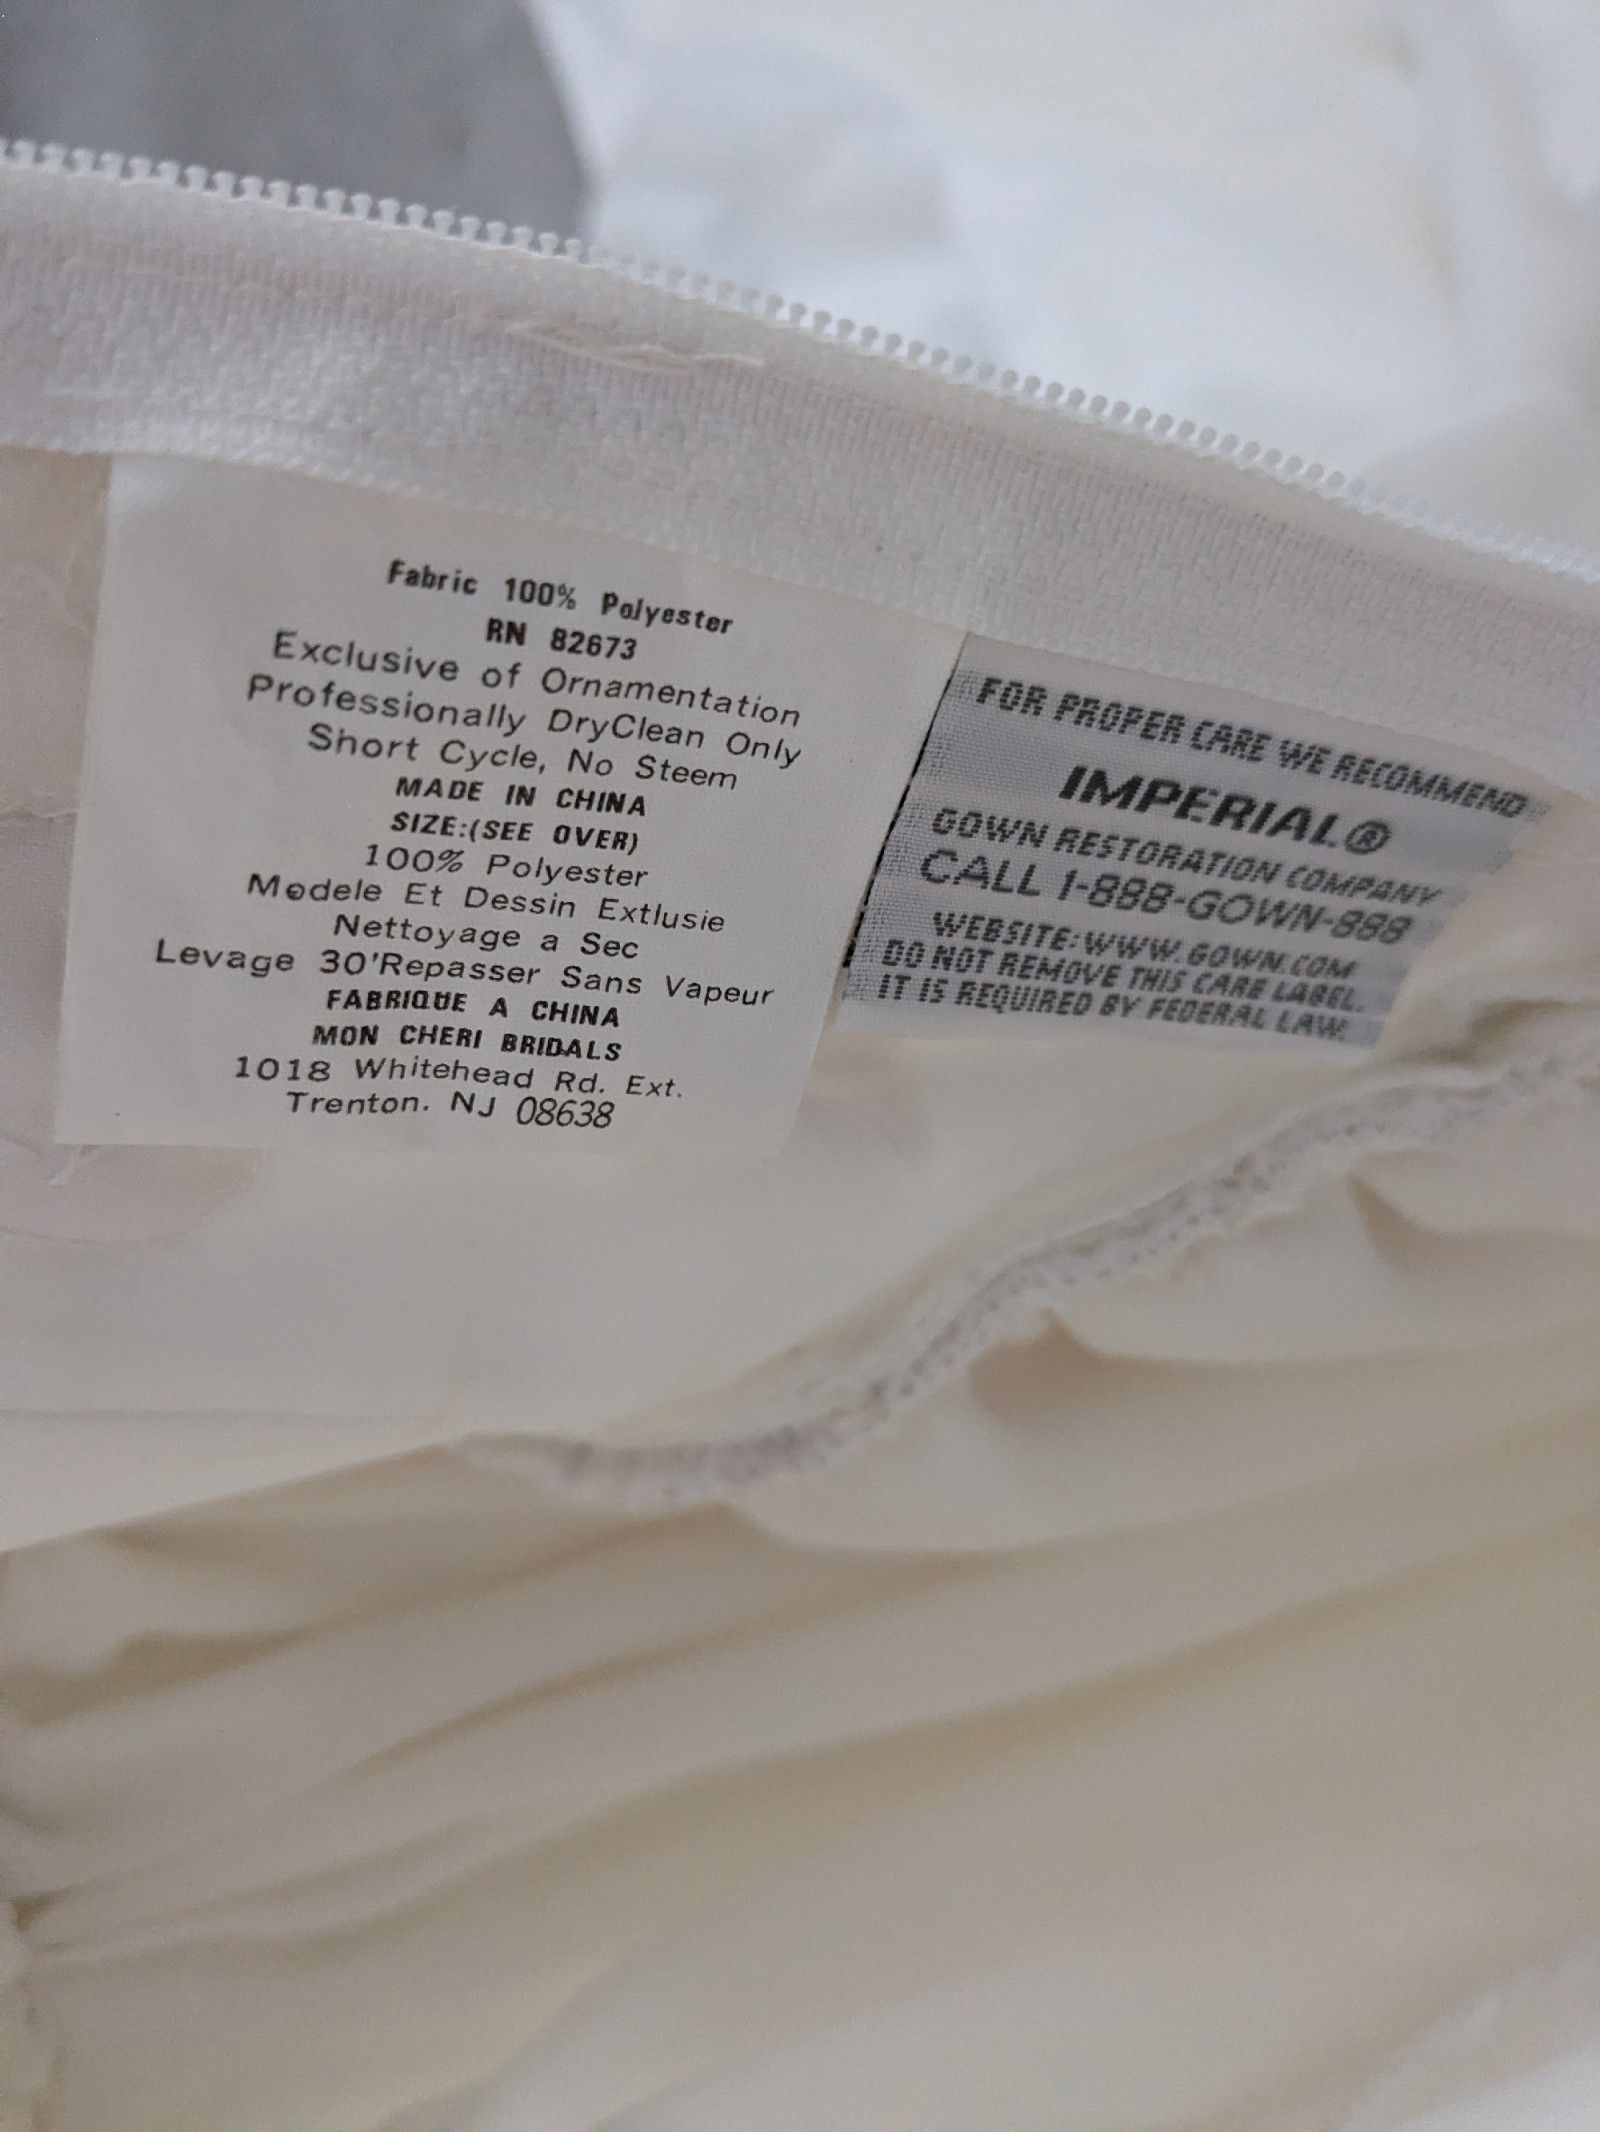 Fabric 100% Polyester
RN 82673
Exclusive of Ornamentation
Professionally DryClean Only
Short Cycle, No Steem
MADE IN CHINA
SIZE:(SEE OVER)
100% Polyester
Modele Et Dessin Extlusie
Nettoyage a Sec
Levage 30'Repasser Sans Vapeur
FABRIQUE A CHINA
MON CHERI BRIDALS
1018 Whitehead Rd. Ext.
Trenton. NJ 08638
FOR PROPER CARE WE RECOMMEND
IMPERIAL®
GOWN RESTORATION COMPANY
CALL 1-888-GOWN-888
WEBSITE:WWW.GOWN.COM
DO NOT REMOVE THIS CARE LABEL.
IT IS REQUIRED BY FEDERAL LAW.